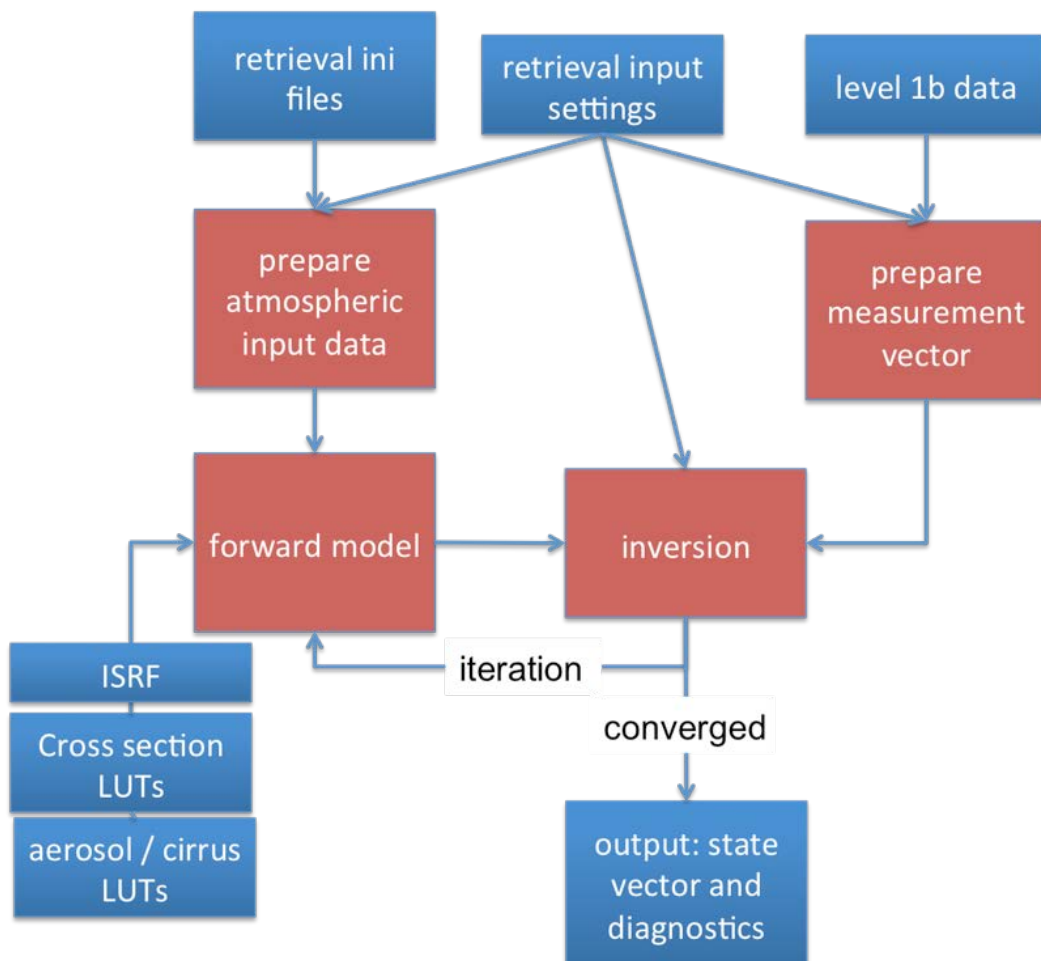 retrieval ini
files
retrieval input
settings
level 1b data
prepare
atmospheric
input data
prepare
measurement
vector
forward model
inversion
iteration
ISRF
converged
Cross section
LUTs
aerosol / cirrus
LUTs
output: state
vector and
diagnostics